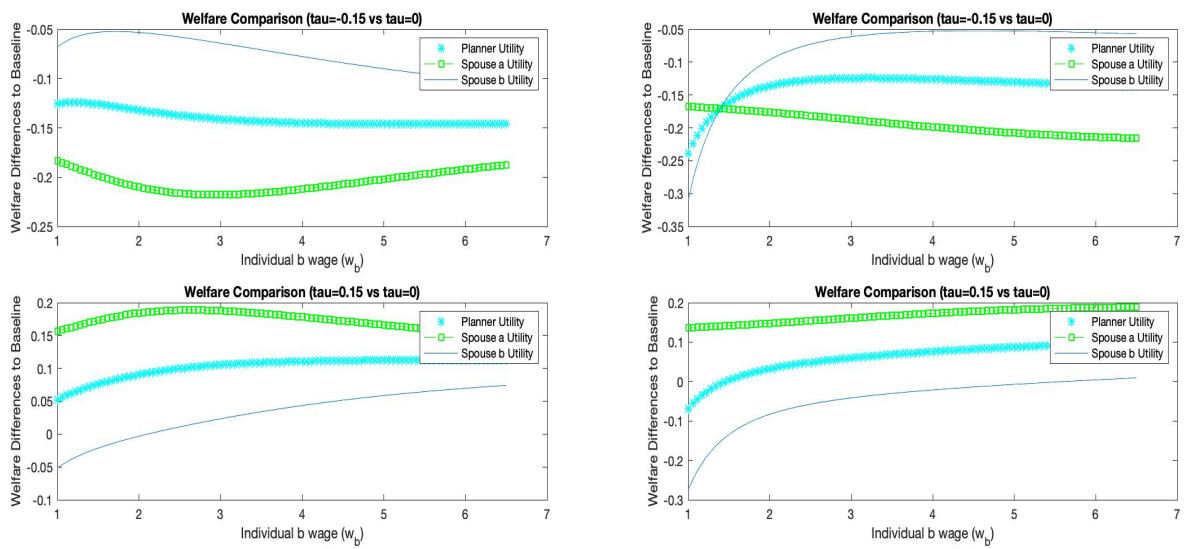 Welfare Comparison (tau=-0.15 vs tau=0)
Welfare Differences to Baseline
-0.05
-0.1
-0.15
-0.2
-0.25
Planner Utility
Spouse a Utility
Spouse b Utility
1 2 3 4 5 6 7
Individual b wage (w_b)
Welfare Comparison (tau=-0.15 vs tau=0)
Welfare Differences to Baseline
-0.05
-0.1
-0.15
-0.2
-0.25
-0.3
-0.35
Planner Utility
Spouse a Utility
Spouse b Utility
1 2 3 4 5 6 7
Individual b wage (w_b)
Welfare Comparison (tau=0.15 vs tau=0)
Welfare Differences to Baseline
0.2
0.15
0.1
0.05
0
-0.05
-0.1
Planner Utility
Spouse a Utility
Spouse b Utility
1 2 3 4 5 6 7
Individual b wage (w_b)
Welfare Comparison (tau=0.15 vs tau=0)
Welfare Differences to Baseline
0.2
0.1
0
-0.1
-0.2
-0.3
Planner Utility
Spouse a Utility
Spouse b Utility
1 2 3 4 5 6 7
Individual b wage (w_b)